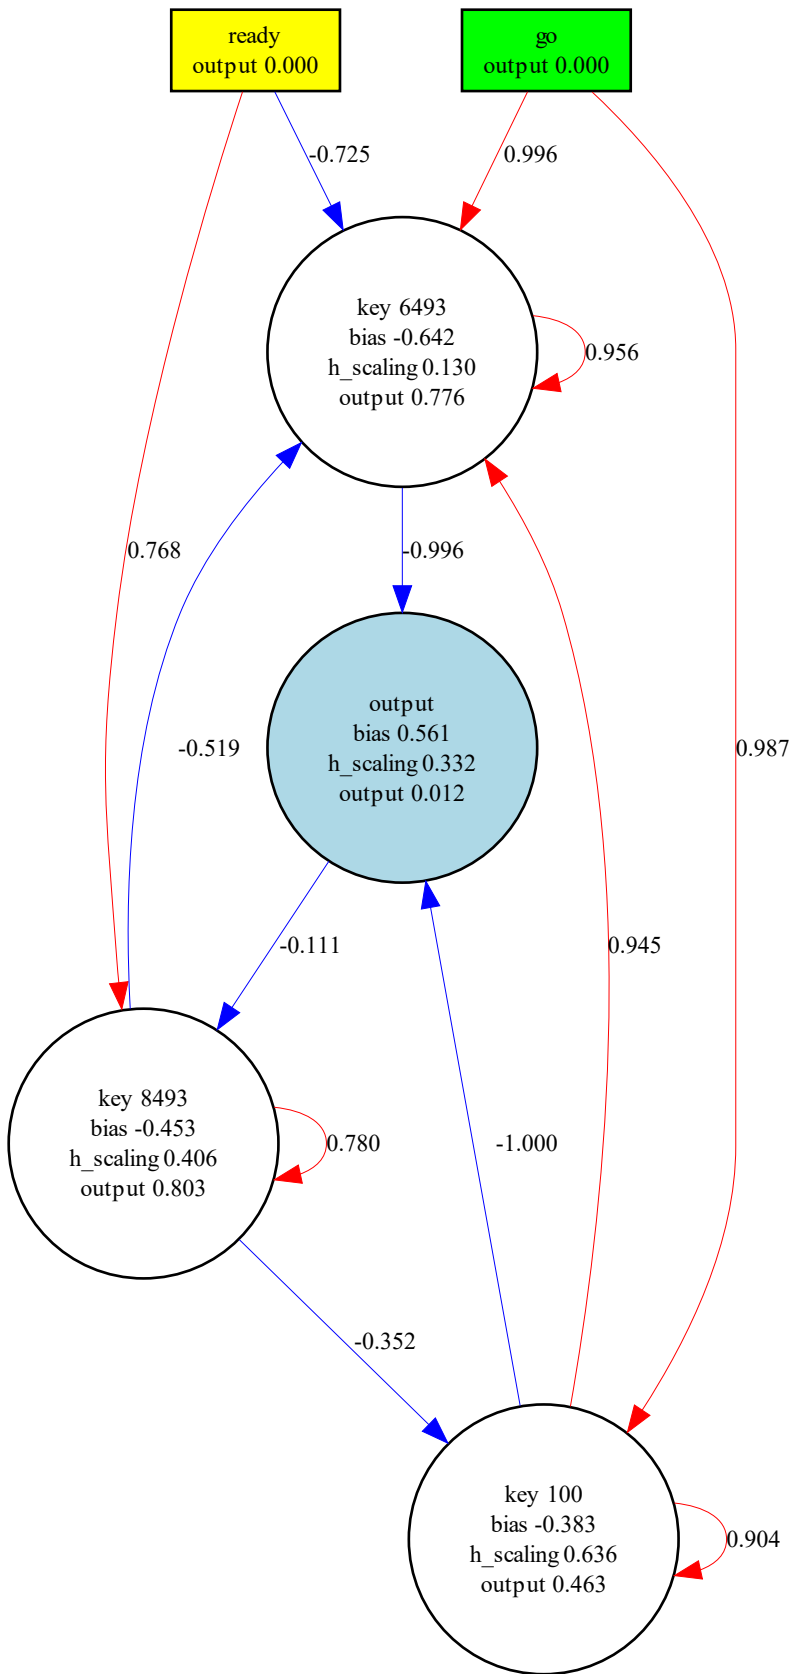 ready
output 0.000
go
output 0.000
-0.725
0.996
key 6493
bias -0.642
h_scaling 0.130
output 0.776
0.956
0.768
-0.996
-0.519
output
bias 0.561
h_scaling 0.332
output 0.012
0.987
-0.111
0.945
key 8493
bias -0.453
h_scaling 0.406
output 0.803
0.780
-1.000
-0.352
key 100
bias -0.383
h_scaling 0.636
output 0.463
0.904